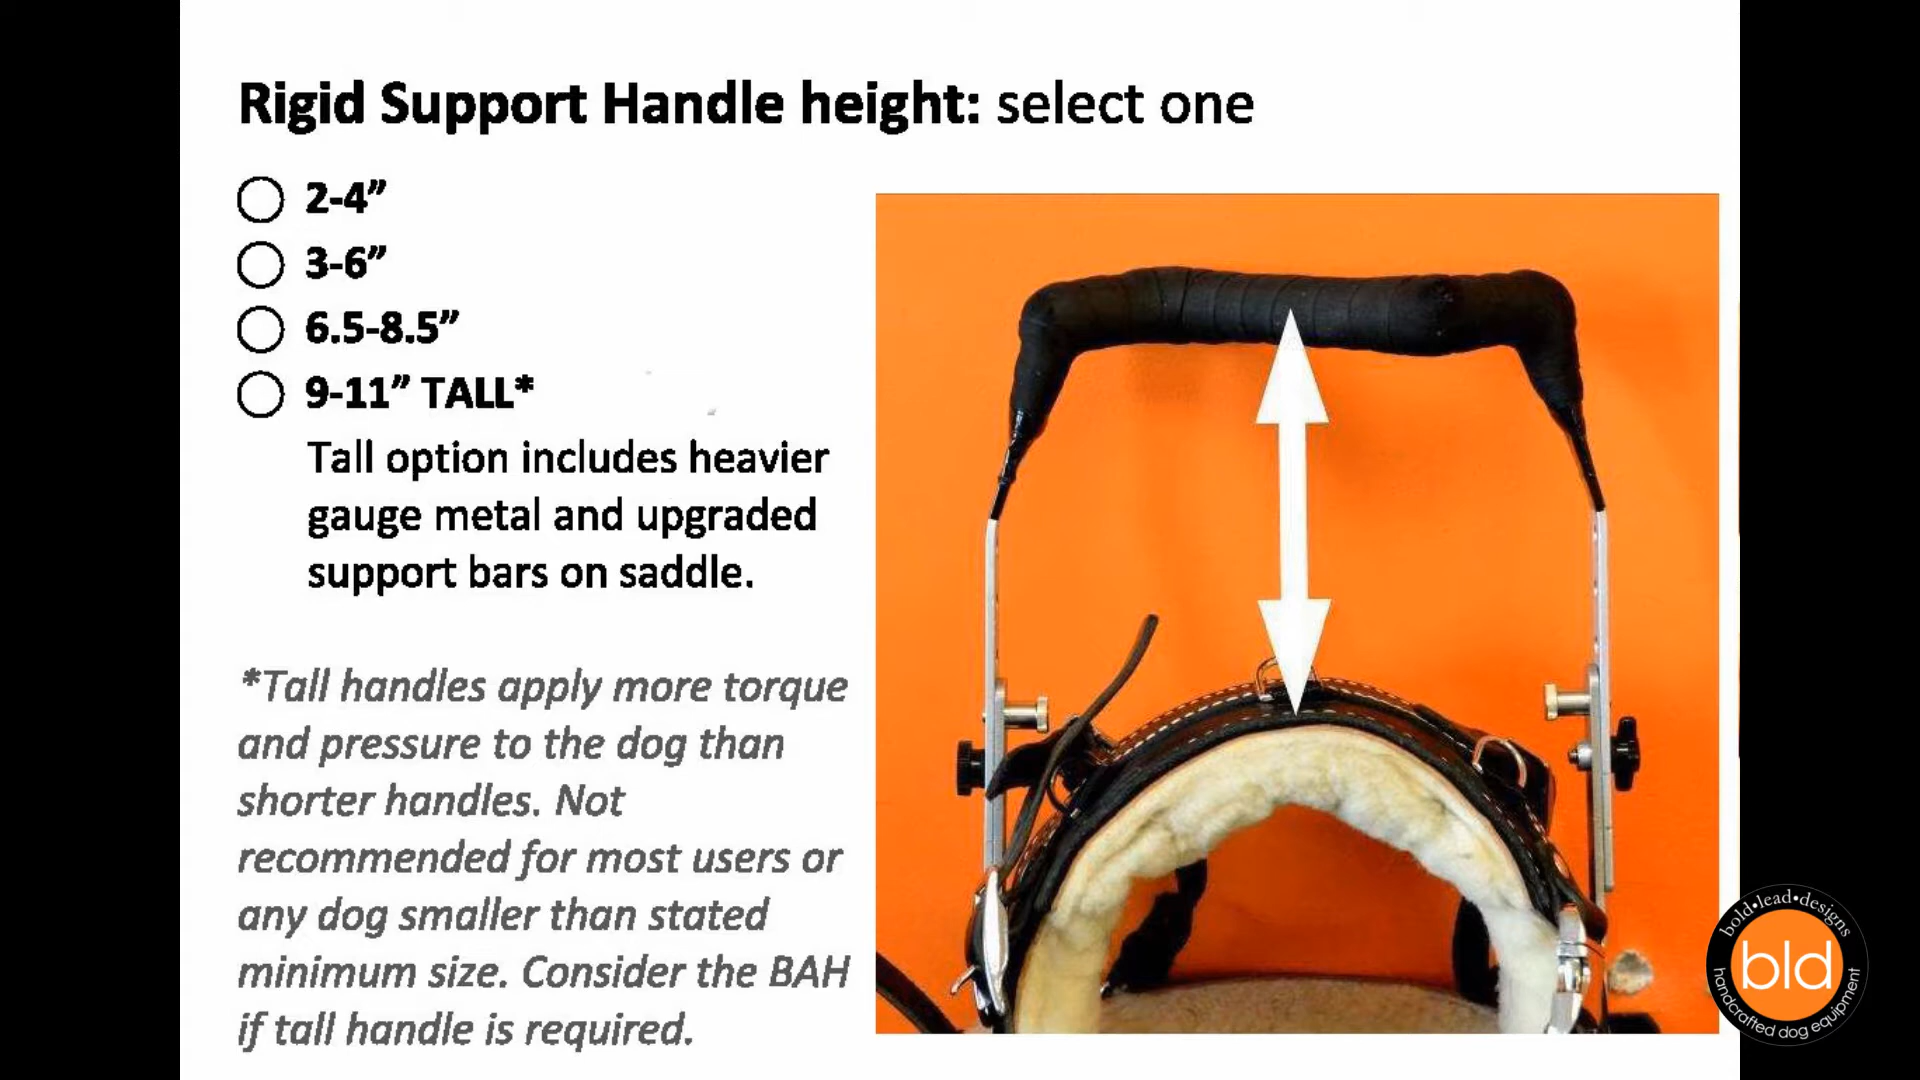 Rigid Support Handle height: select one
2-4”
3-6”
6.5-8.5”
9-11” TALL*
Tall option includes heavier
gauge metal and upgraded
support bars on saddle.
*Tall handles apply more torque
and pressure to the dog than
shorter handles. Not
recommended for most users or
any dog smaller than stated
minimum size. Consider the BAH
if tall handle is required.
bold•lead•designs
bld
handcrafted dog equipment